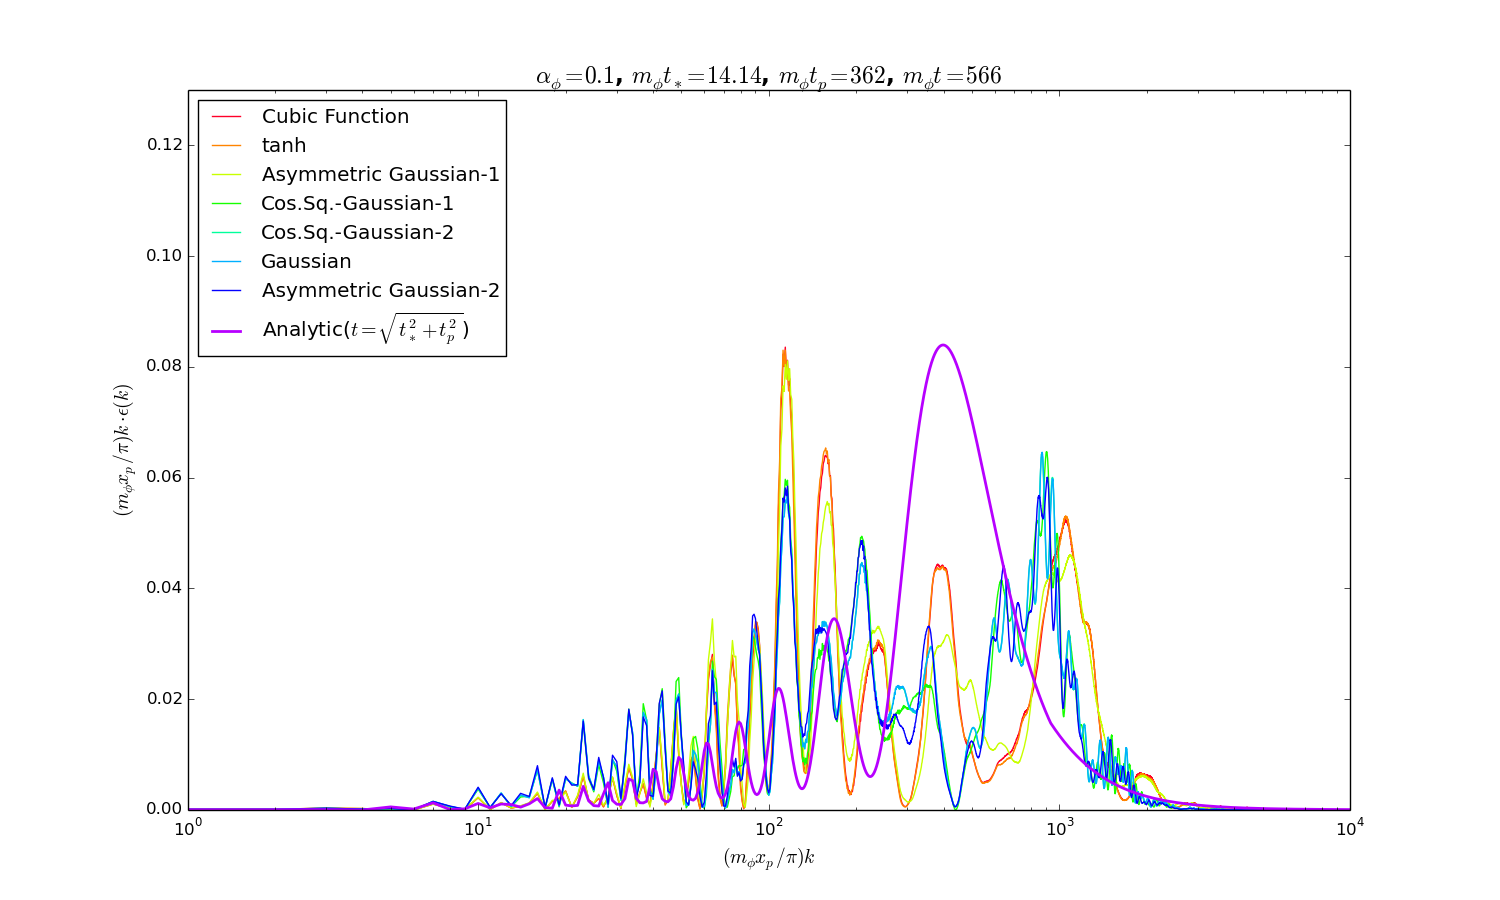 α_ϕ=0.1, m_ϕt_*=14.14, m_ϕt_p=362, m_ϕt=566
Cubic Function
tanh
Asymmetric Gaussian-1
Cos.Sq.-Gaussian-1
Cos.Sq.-Gaussian-2
Gaussian
Asymmetric Gaussian-2
Analytic(t=√(t_*^2+t_p^2))
0.12
0.10
0.08
0.06
0.04
0.02
0.00
(m_ϕx_p/π)k·ϵ(k)
10^0
10^1
10^2
10^3
10^4
(m_ϕx_p/π)k